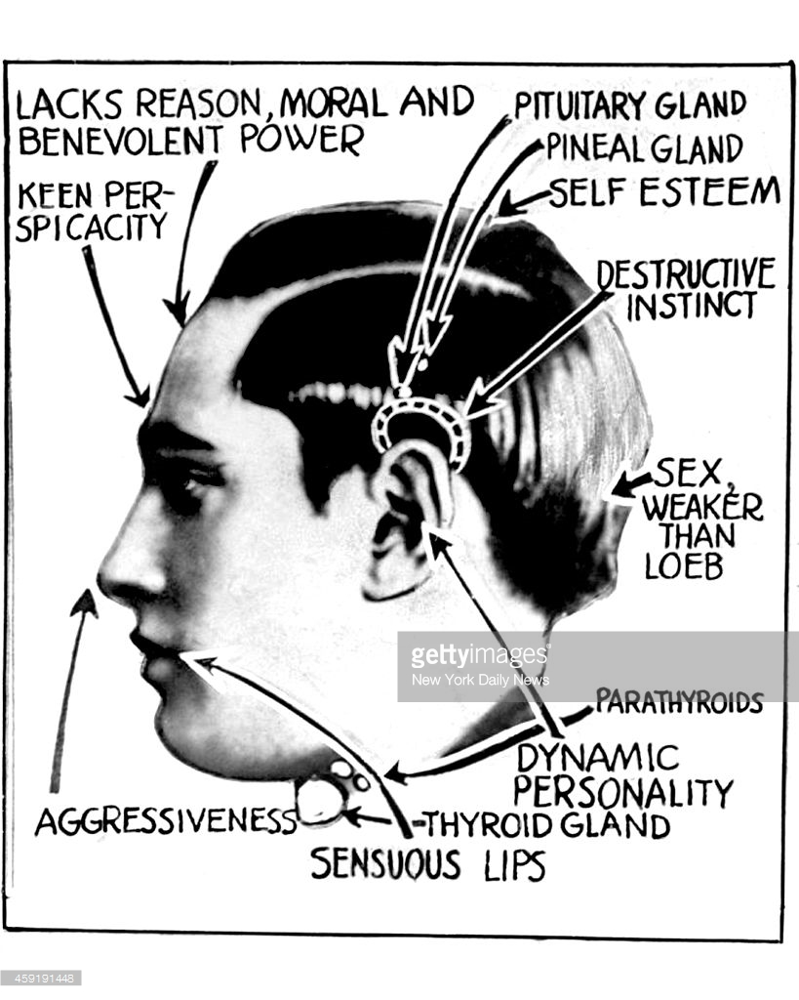 LACKS REASON, MORAL AND
BENEVOLENT POWER
PITUITARY GLAND
PINEAL GLAND
SELF ESTEEM
KEEN PER-
SPICACITY
DESTRUCTIVE
INSTINCT
SEX,
WEAKER
THAN
LOEB
gettyimages®
New York Daily News
PARATHYROIDS
DYNAMIC
PERSONALITY
AGGRESSIVENESS
-THYROID GLAND
SENSUOUS LIPS
459191448